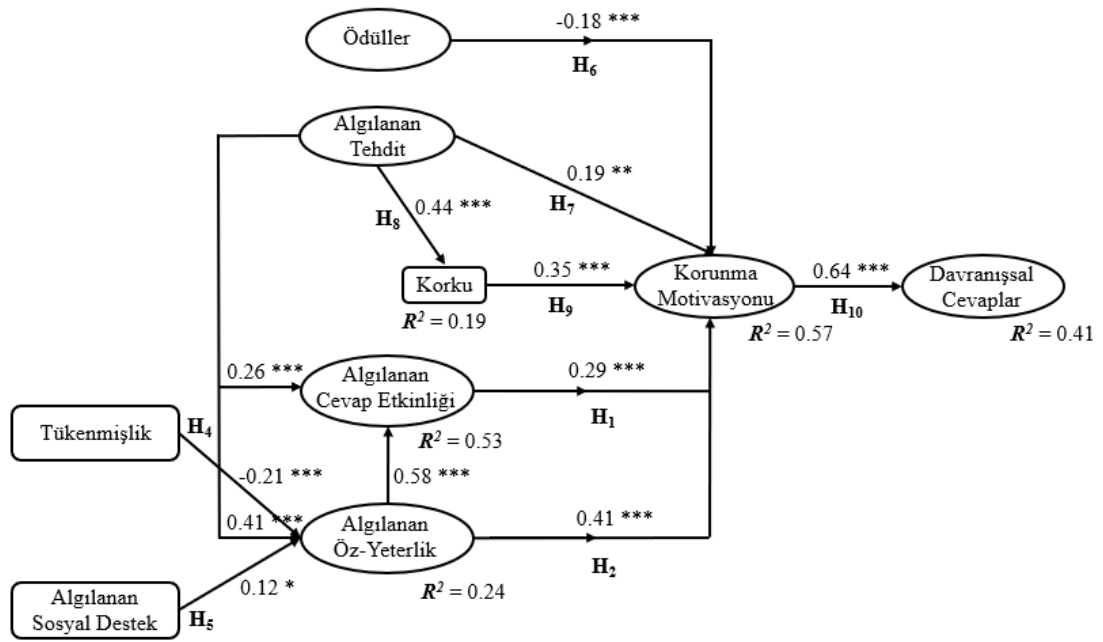 -0.18 ***
Ödüller
H6
Algılanan
Tehdit
0.19 **
0.44 ***
H7
H8
Korku
0.35 ***
H9
Korunma
Motivasyonu
0.64 ***
H10
Davranışsal
Cevaplar
R² = 0.19
R² = 0.57
R² = 0.41
0.26 ***
Algılanan
Cevap Etkinliği
0.29 ***
H1
Tükenmişlik
H4
R² = 0.53
-0.21 ***
0.58 ***
0.41 ***
Algılanan
Öz-Yeterlik
0.41 ***
H2
R² = 0.24
0.12 *
Algılanan
Sosyal Destek
H5